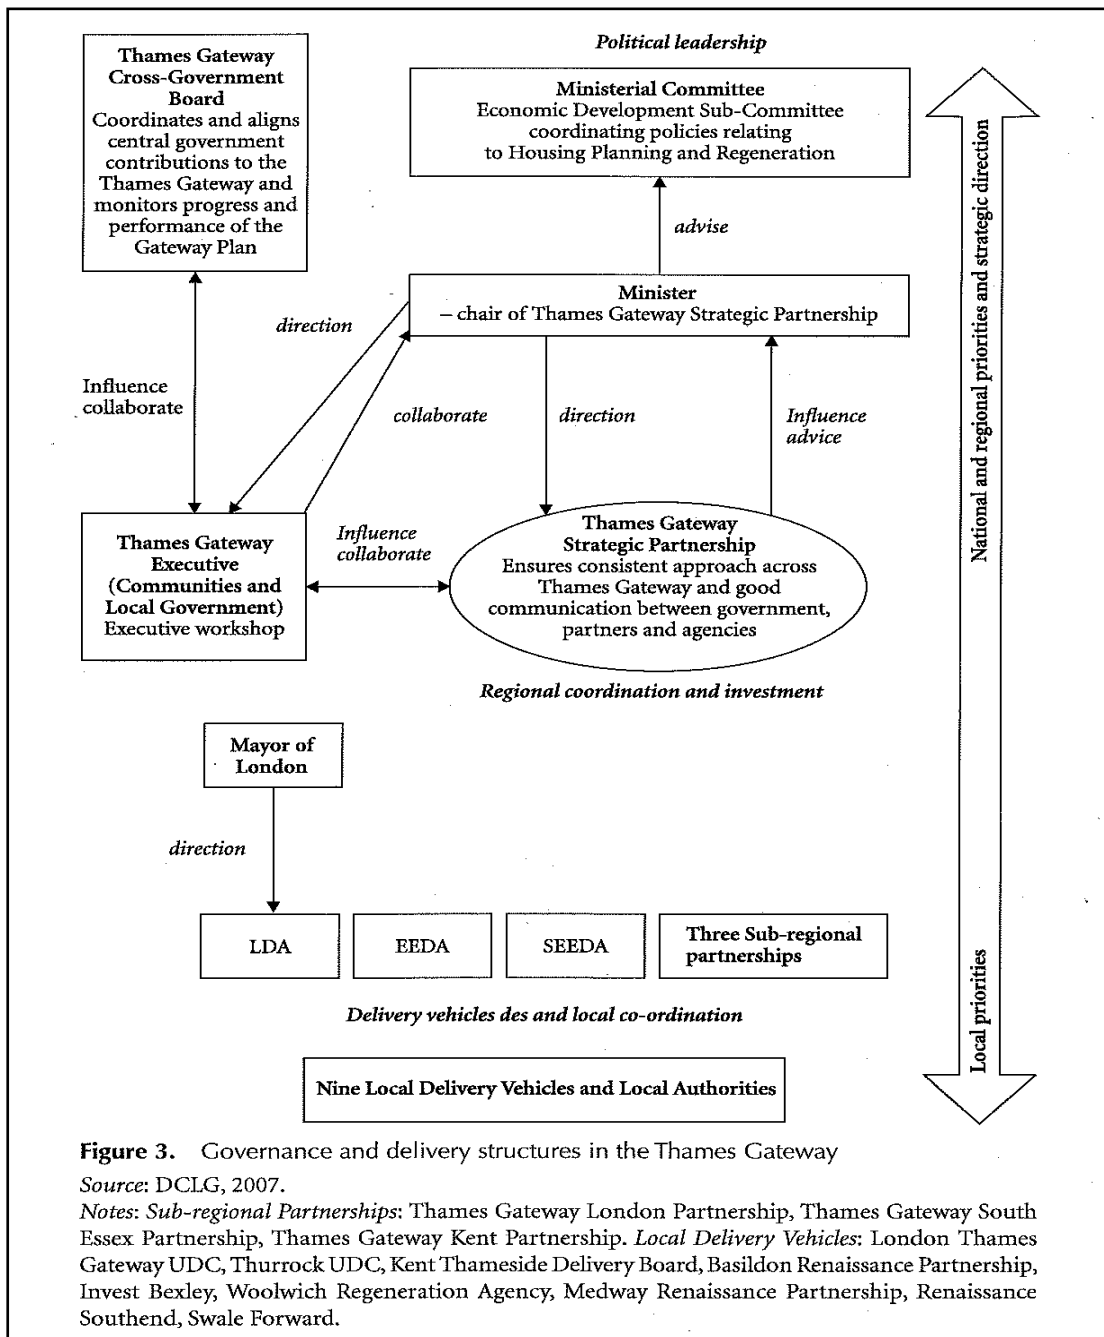 Political leadership
Thames Gateway
Cross-Government
Board
Coordinates and aligns
central government
contributions to the
Thames Gateway and
monitors progress and
performance of the
Gateway Plan
Ministerial Committee
Economic Development Sub-Committee
coordinating policies relating
to Housing Planning and Regeneration
advise
Minister
– chair of Thames Gateway Strategic Partnership
direction
Influence
collaborate
collaborate
direction
Influence
advice
Thames Gateway
Executive
(Communities and
Local Government)
Executive workshop
Influence
collaborate
Thames Gateway
Strategic Partnership
Ensures consistent approach across
Thames Gateway and good
communication between government,
partners and agencies
Regional coordination and investment
Mayor of
London
direction
LDA
EEDA
SEEDA
Three Sub-regional
partnerships
Delivery vehicles des and local co-ordination
Nine Local Delivery Vehicles and Local Authorities
National and regional priorities and strategic direction
Local priorities
Figure 3. Governance and delivery structures in the Thames Gateway
Source: DCLG, 2007.
Notes: Sub-regional Partnerships: Thames Gateway London Partnership, Thames Gateway South
Essex Partnership, Thames Gateway Kent Partnership. Local Delivery Vehicles: London Thames
Gateway UDC, Thurrock UDC, Kent Thameside Delivery Board, Basildon Renaissance Partnership,
Invest Bexley, Woolwich Regeneration Agency, Medway Renaissance Partnership, Renaissance
Southend, Swale Forward.